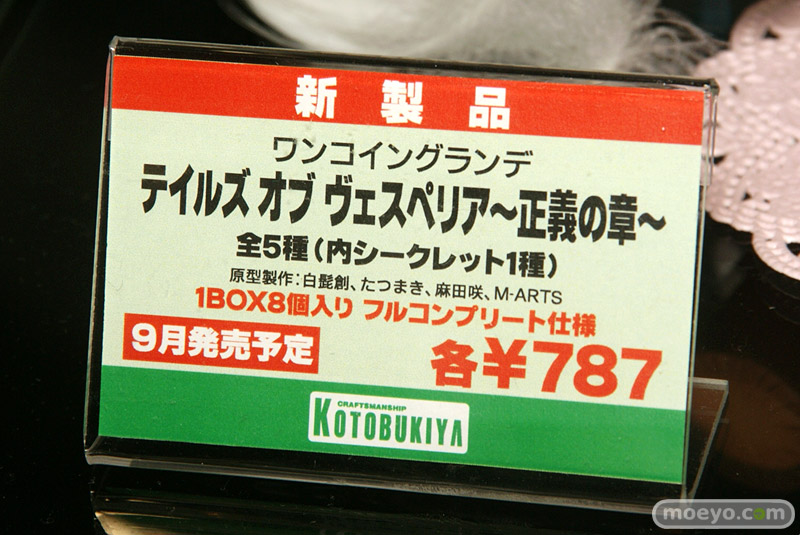 新製品
ワンコイングランデ
テイルズ オブ ヴェスペリア〜正義の章〜
全5種（内シークレット1種）
原型製作：白髭創、たつまき、麻田咲、M-ARTS
1BOX8個入り フルコンプリート仕様
9月発売予定
各¥787
CRAFTSMANSHIP
KOTOBUKIYA
moeyo.com